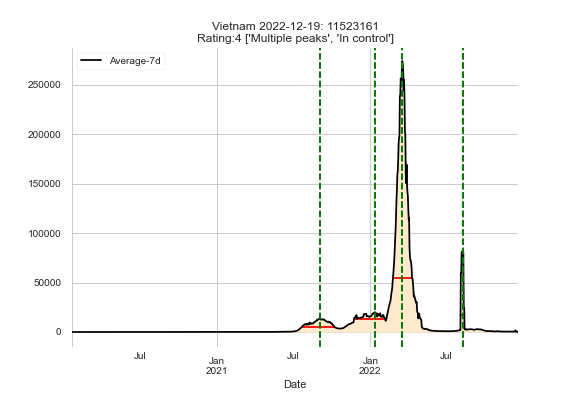 Vietnam 2022-12-19: 11523161
Rating:4 ['Multiple peaks', 'In control']
Average-7d
250000
200000
150000
100000
50000
0
Jul
Jan
2021
Jul
Jan
2022
Jul
Date